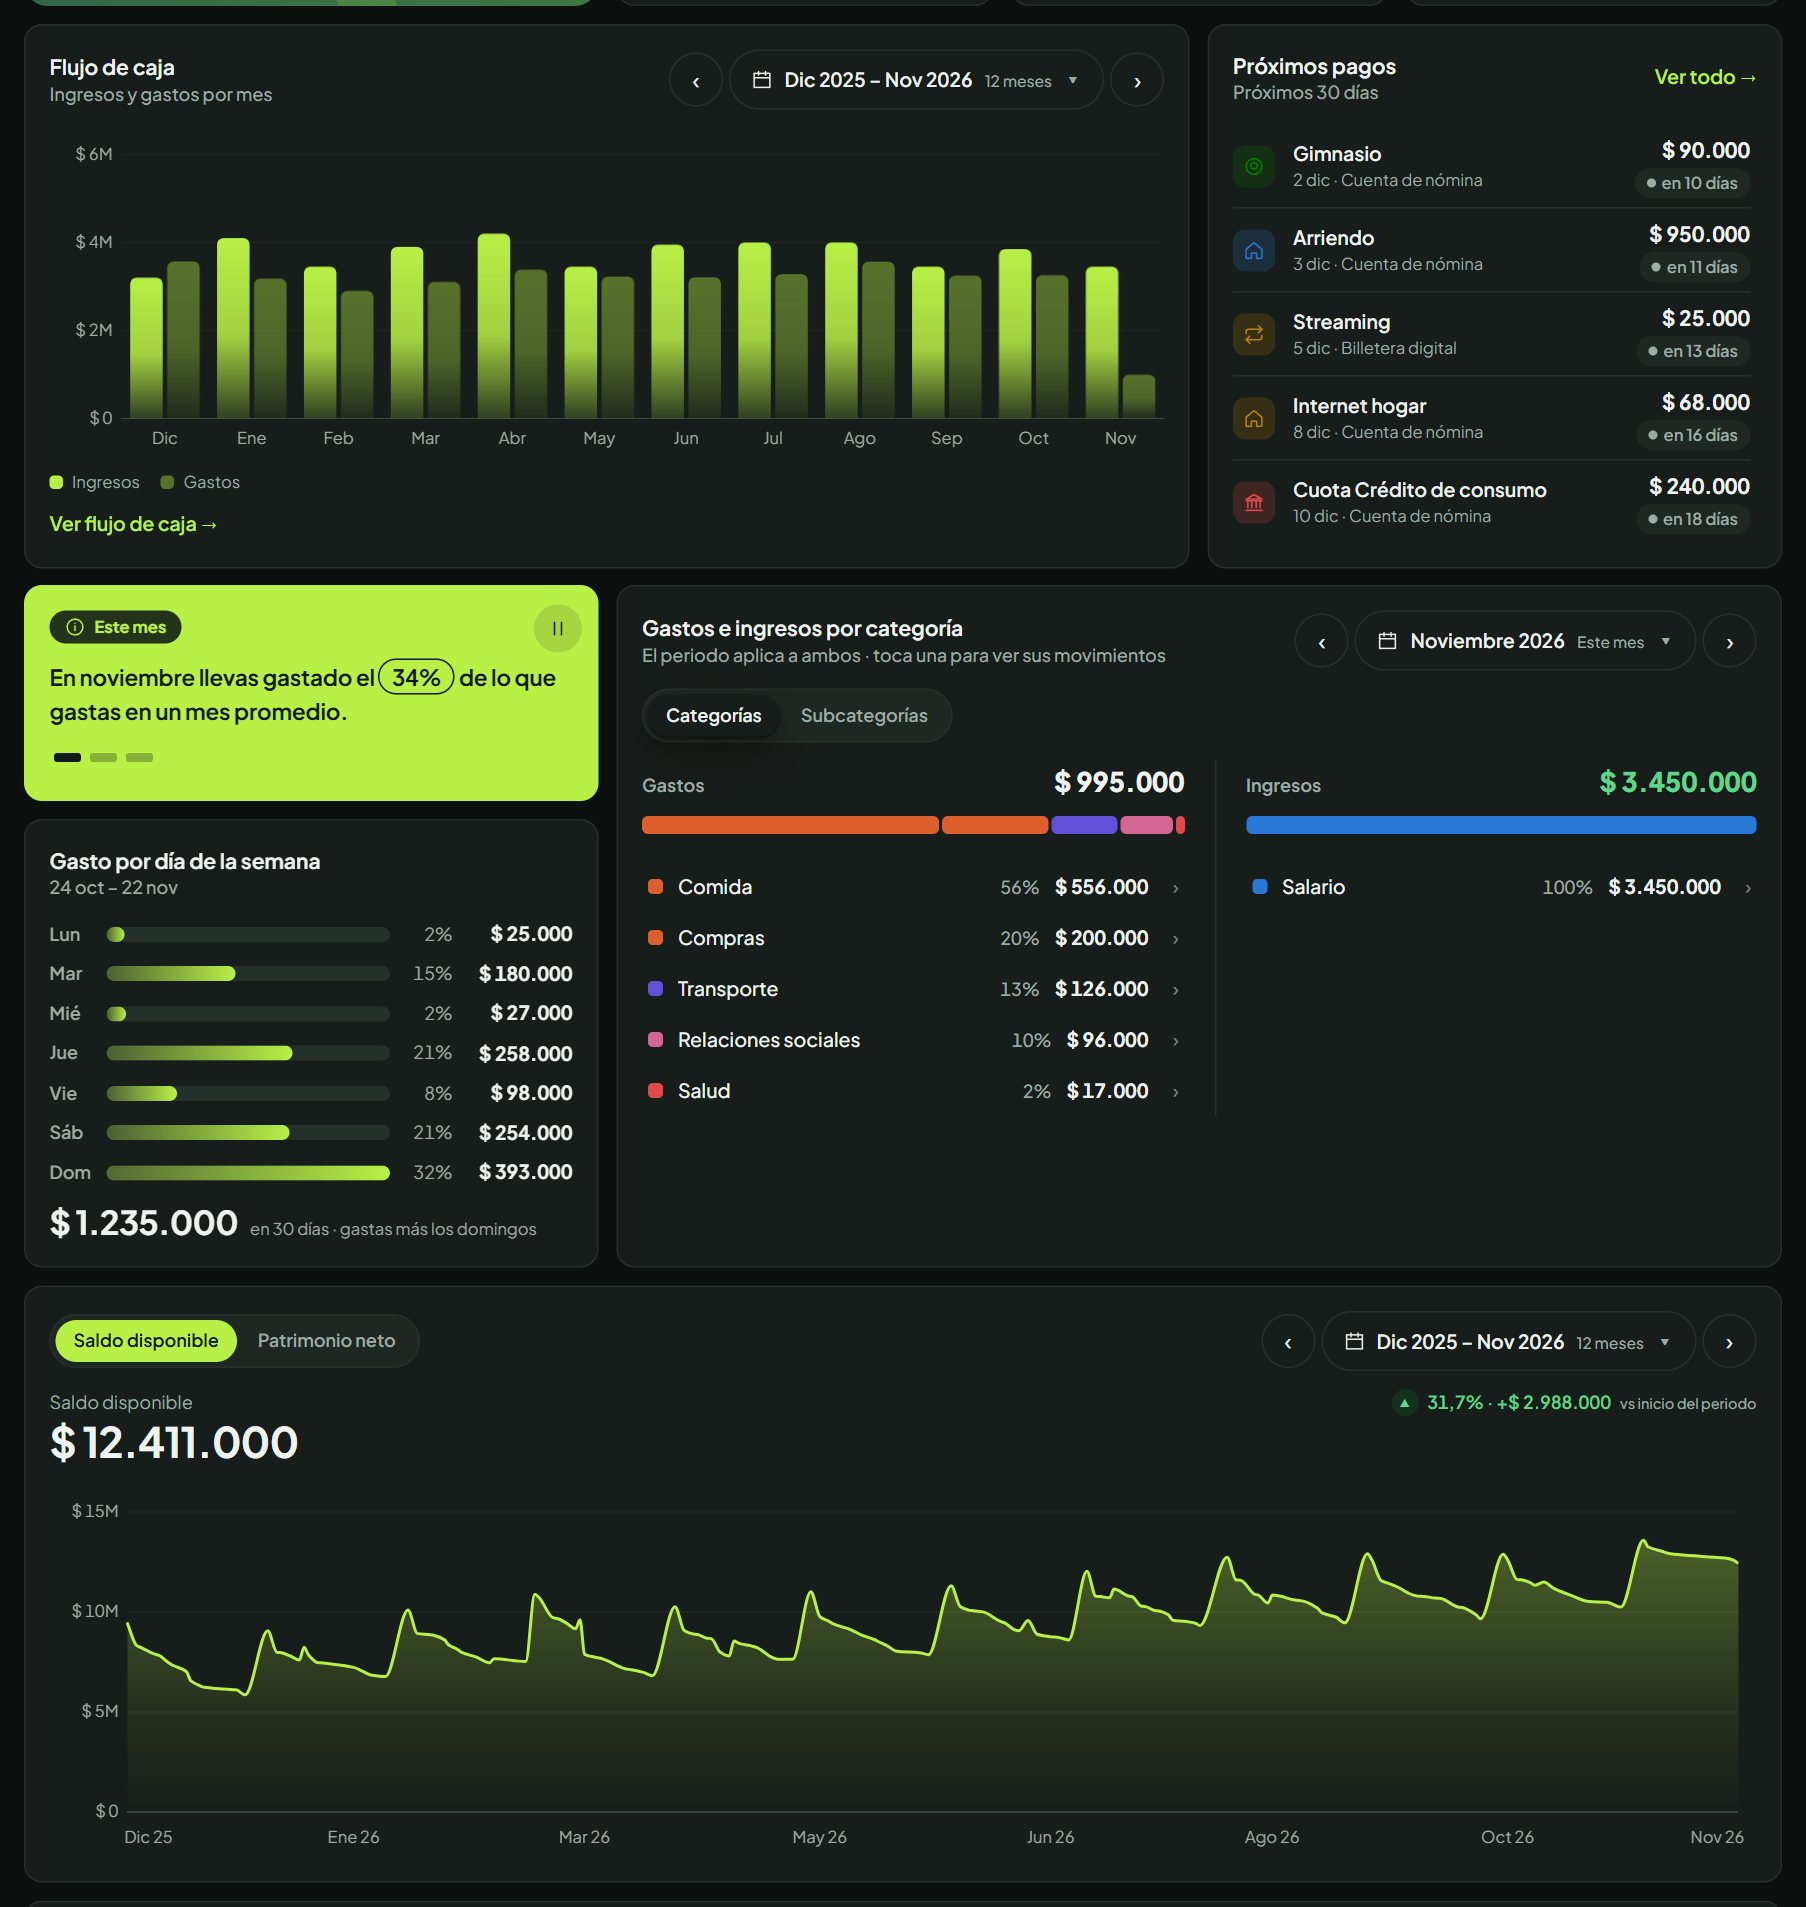 Flujo de caja
Ingresos y gastos por mes
‹ Dic 2025 – Nov 2026 12 meses ▼ ›
$ 6M
$ 4M
$ 2M
$ 0
Dic Ene Feb Mar Abr May Jun Jul Ago Sep Oct Nov
Ingresos Gastos
Ver flujo de caja →
Próximos pagos
Próximos 30 días
Ver todo →
Gimnasio $ 90.000
2 dic · Cuenta de nómina • en 10 días
Arriendo $ 950.000
3 dic · Cuenta de nómina • en 11 días
Streaming $ 25.000
5 dic · Billetera digital • en 13 días
Internet hogar $ 68.000
8 dic · Cuenta de nómina • en 16 días
Cuota Crédito de consumo $ 240.000
10 dic · Cuenta de nómina • en 18 días
Este mes
En noviembre llevas gastado el 34% de lo que
gastas en un mes promedio.
Gasto por día de la semana
24 oct – 22 nov
Lun 2% $ 25.000
Mar 15% $ 180.000
Mié 2% $ 27.000
Jue 21% $ 258.000
Vie 8% $ 98.000
Sáb 21% $ 254.000
Dom 32% $ 393.000
$ 1.235.000 en 30 días · gastas más los domingos
Gastos e ingresos por categoría
El periodo aplica a ambos · toca una para ver sus movimientos
‹ Noviembre 2026 Este mes ▼ ›
Categorías Subcategorías
Gastos $ 995.000
Comida 56% $ 556.000 ›
Compras 20% $ 200.000 ›
Transporte 13% $ 126.000 ›
Relaciones sociales 10% $ 96.000 ›
Salud 2% $ 17.000 ›
Ingresos $ 3.450.000
Salario 100% $ 3.450.000 ›
Saldo disponible Patrimonio neto
‹ Dic 2025 – Nov 2026 12 meses ▼ ›
Saldo disponible
$ 12.411.000
▲ 31,7% · +$ 2.988.000 vs inicio del periodo
$ 15M
$ 10M
$ 5M
$ 0
Dic 25 Ene 26 Mar 26 May 26 Jun 26 Ago 26 Oct 26 Nov 26